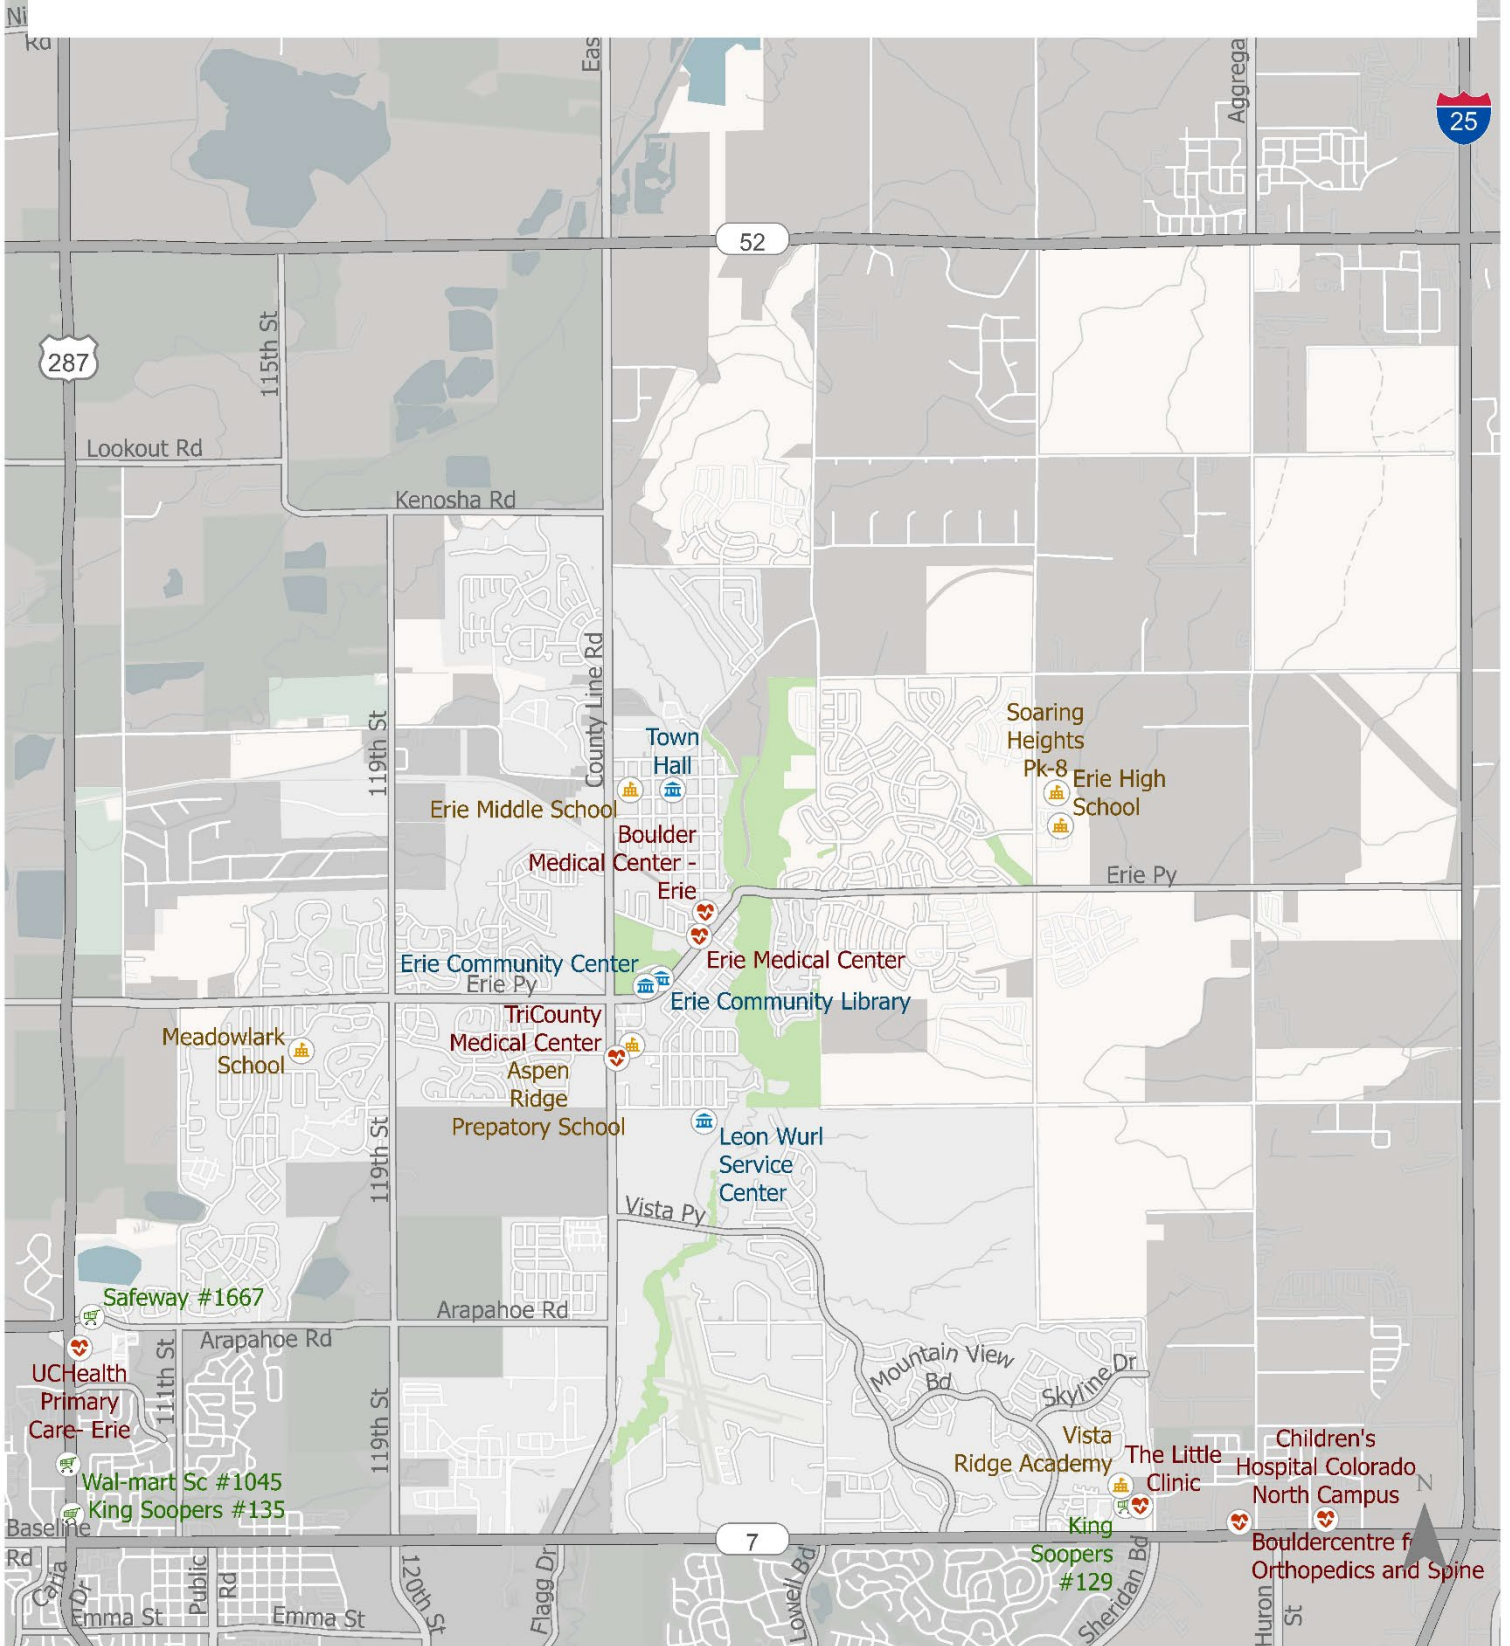 Ni
Rd
Eas
Aggrega
25
52
115th St
287
Lookout Rd
Kenosha Rd
County Line Rd
119th St
Town
Hall
Erie Middle School
Soaring
Heights
Pk-8
Erie High
School
Boulder
Medical Center -
Erie
Erie Py
Erie Community Center
Erie Medical Center
Erie Py
Erie Community Library
TriCounty
Medical Center
Meadowlark
School
Aspen
Ridge
Prepatory School
119th St
Leon Wurl
Service
Center
Vista Py
Safeway #1667
Arapahoe Rd
Arapahoe Rd
111th St
UCHealth
Primary
Care- Erie
119th St
Mountain View
Bd
Skyline Dr
Vista
Ridge Academy
The Little
Clinic
Children's
Hospital Colorado
North Campus
N
Wal-mart Sc #1045
King Soopers #135
Baseline
Rd
7
King
Soopers
#129
Bouldercentre f
Orthopedics and Spine
Caria
Dr
Public
Rd
Emma St
Emma St
120th St
Flagg Dr
Lowell Bd
Sheridan Bd
Huron
St